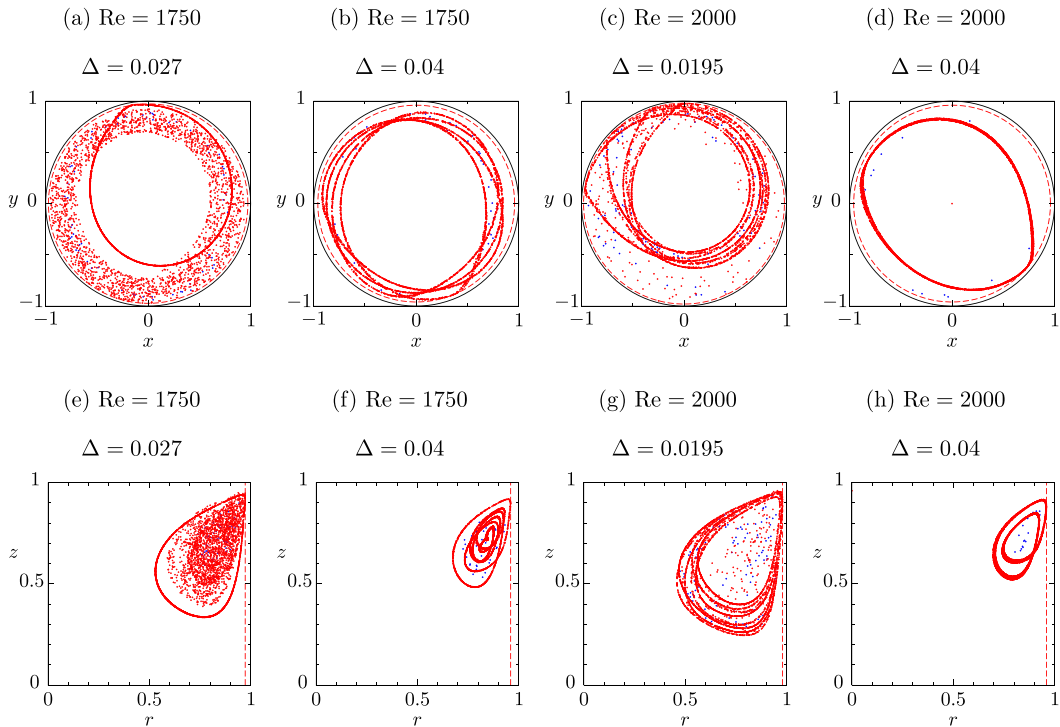 (a) Re = 1750 (b) Re = 1750 (c) Re = 2000 (d) Re = 2000
Δ = 0.027 Δ = 0.04 Δ = 0.0195 Δ = 0.04
1 1 1 1
y 0 y 0 y 0 y 0
−1 −1 −1 −1
−1 0 1 −1 0 1 −1 0 1 −1 0 1
x x x x
(e) Re = 1750 (f) Re = 1750 (g) Re = 2000 (h) Re = 2000
Δ = 0.027 Δ = 0.04 Δ = 0.0195 Δ = 0.04
1 1 1 1
z z z z
0.5 0.5 0.5 0.5
0 0 0 0
0 0.5 1 0 0.5 1 0 0.5 1 0 0.5 1
r r r r